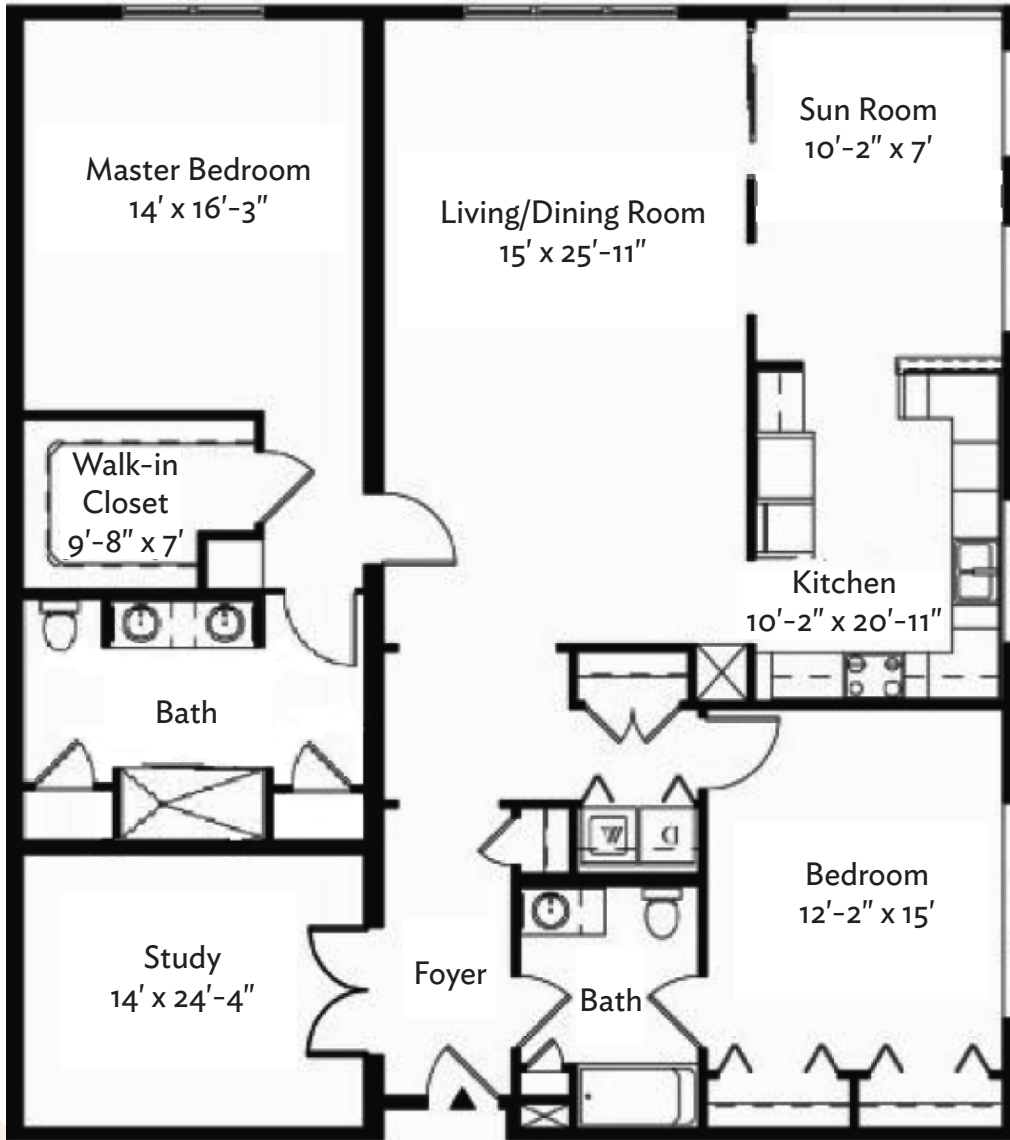 Master Bedroom
14' x 16'-3"
Living/Dining Room
15' x 25'-11"
Sun Room
10'-2" x 7'
Walk-in
Closet
9'-8" x 7'
Kitchen
10'-2" x 20'-11"
Bath
W
D
Bedroom
12'-2" x 15'
Study
14' x 24'-4"
Foyer
Bath